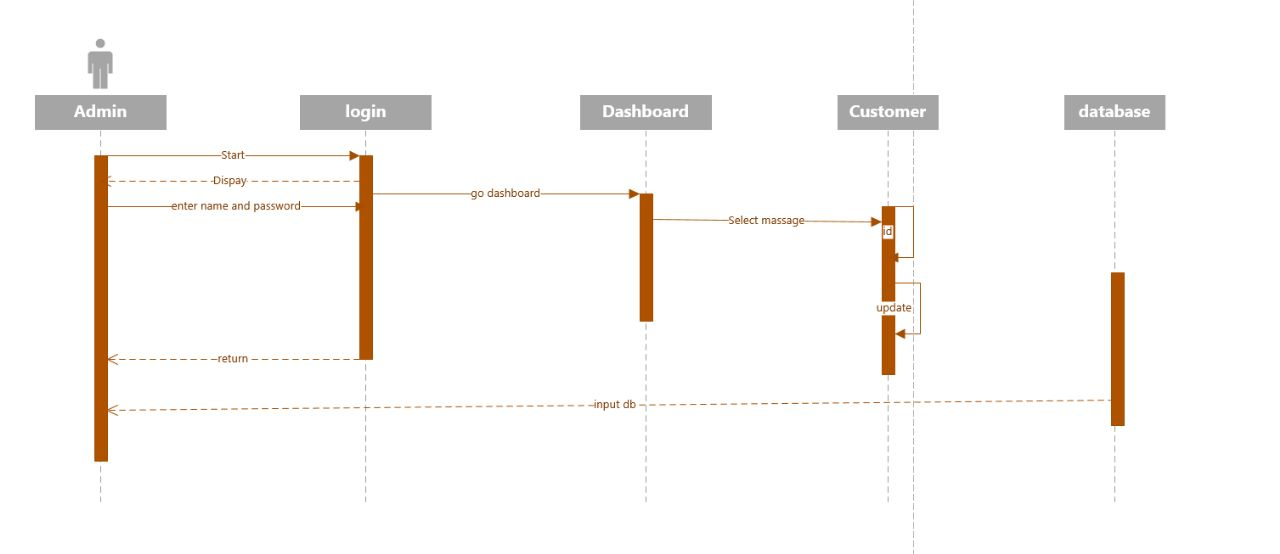 Admin
login
Dashboard
Customer
database
Start
Dispay
go dashboard
enter name and password
Select massage
id
update
return
input db